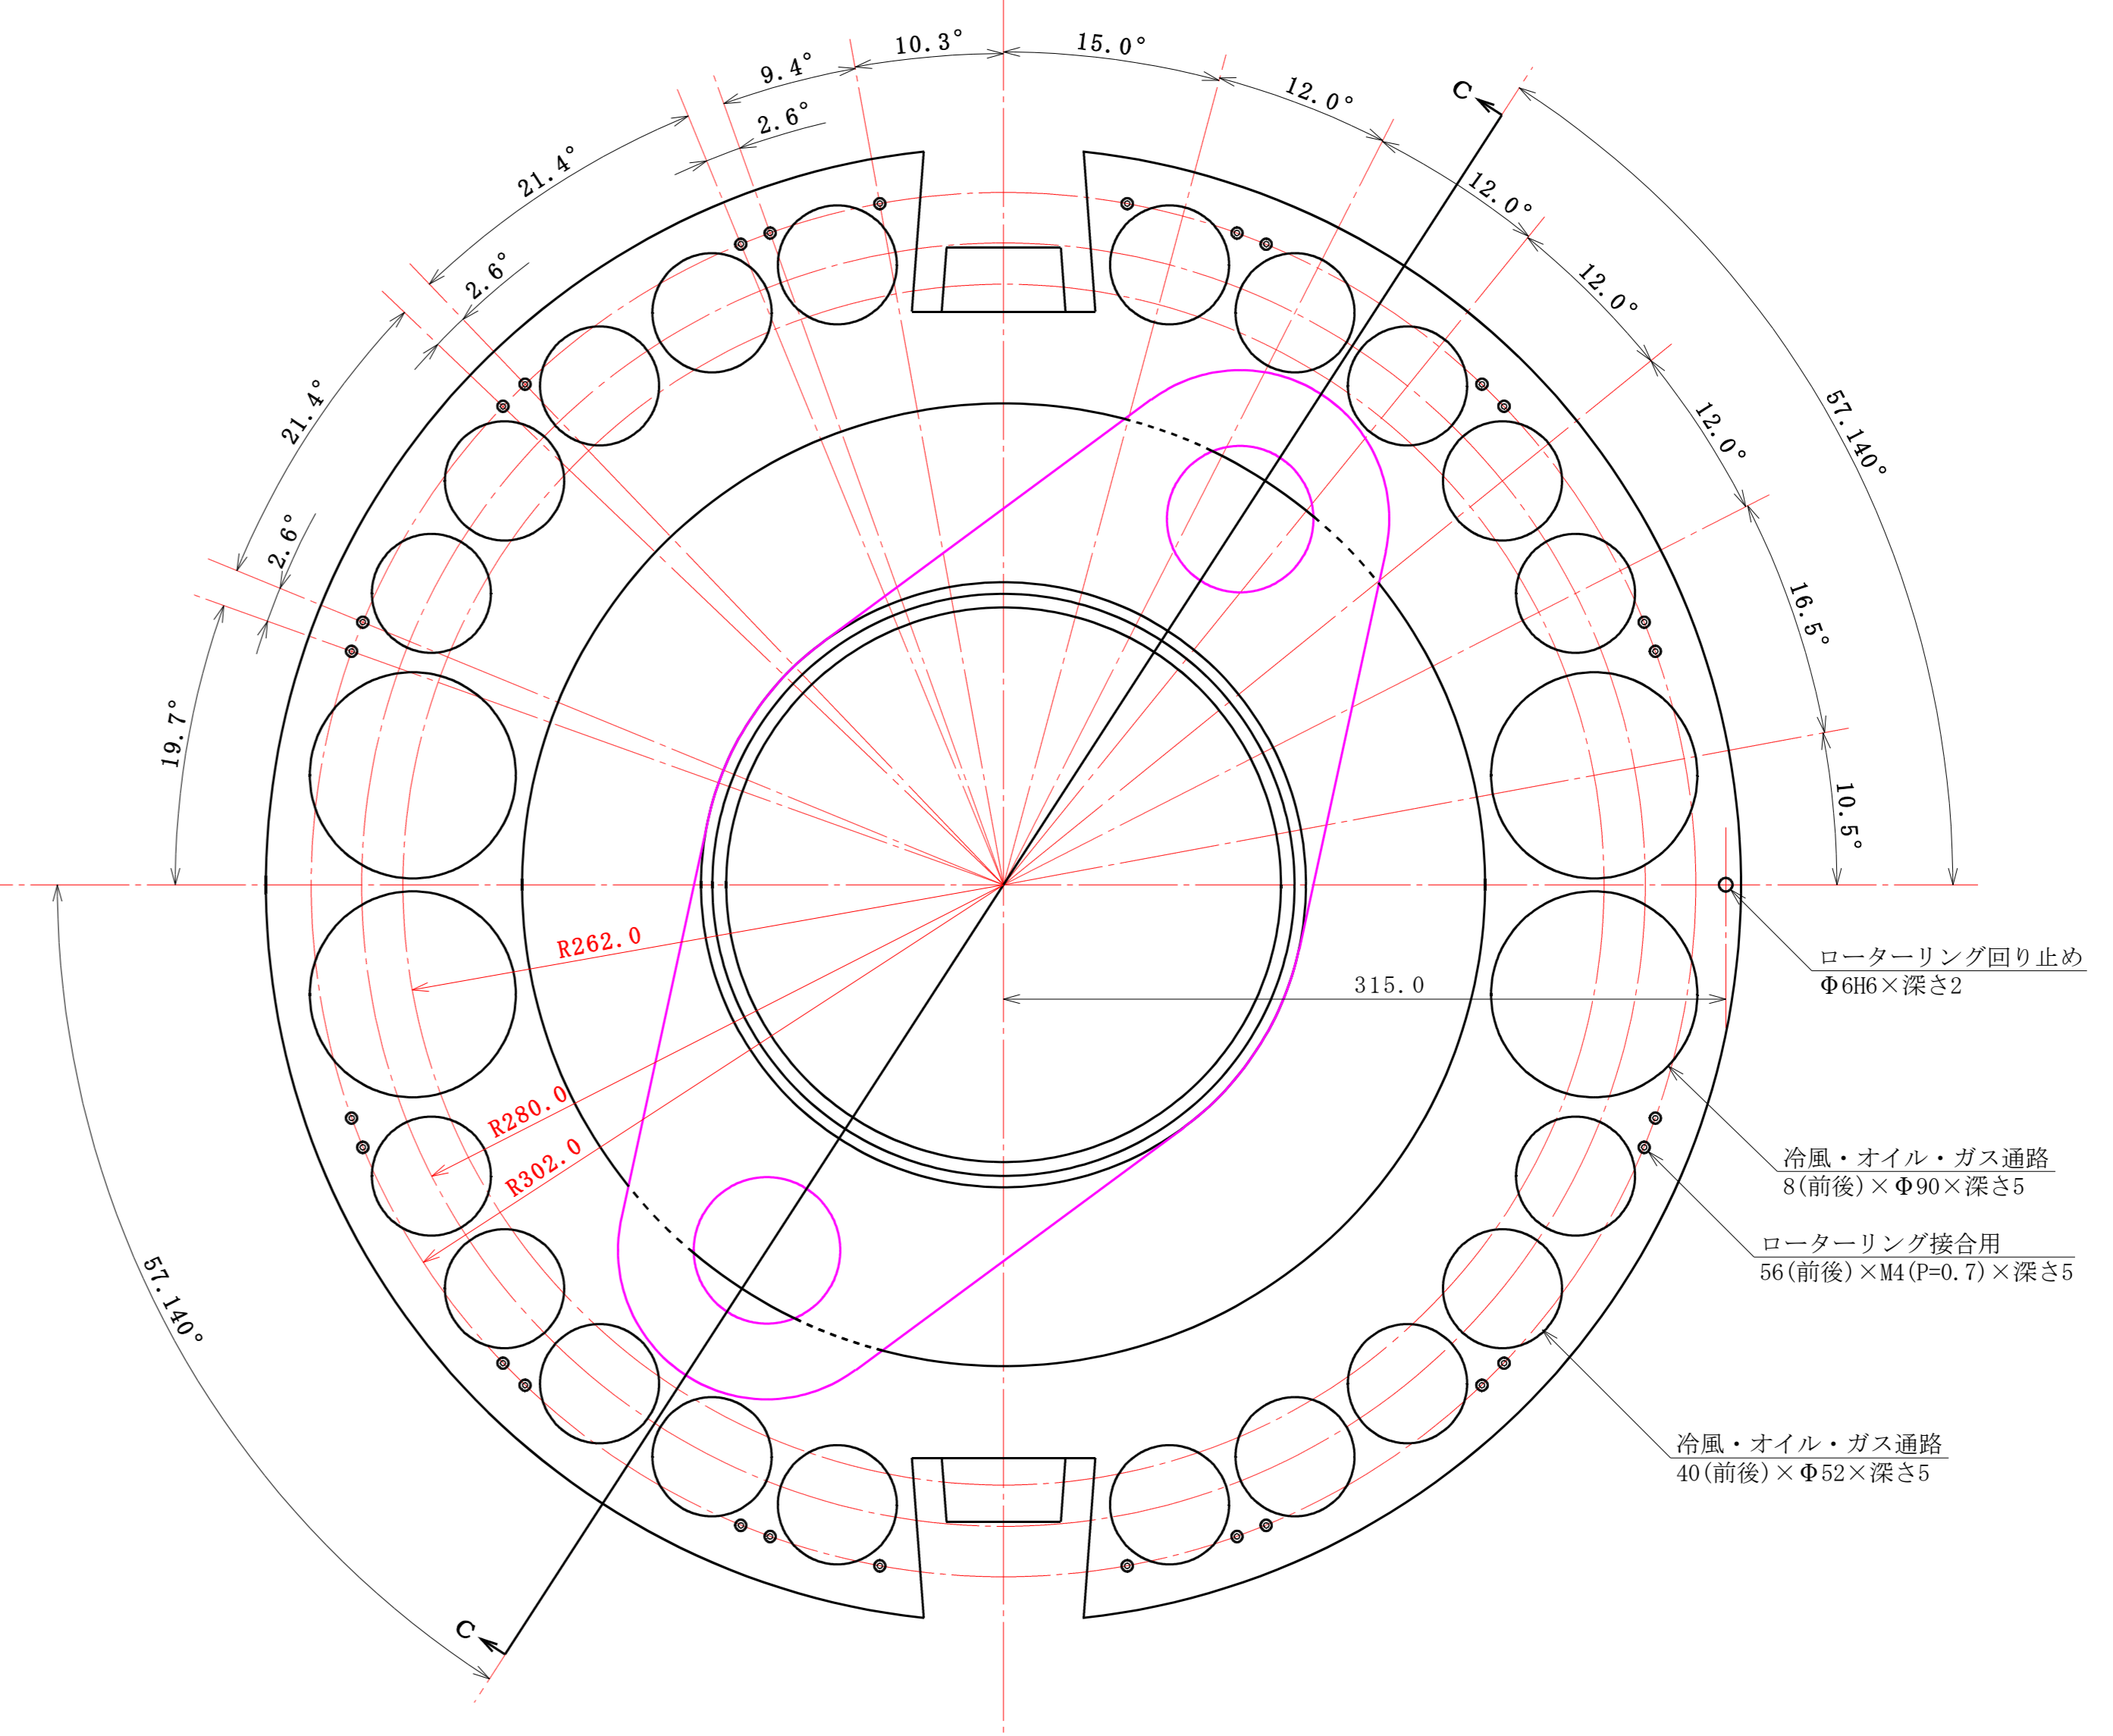 10.3°
15.0°
9.4°
12.0°
C
2.6°
21.4°
12.0°
2.6°
12.0°
21.4°
12.0°
57.140°
2.6°
16.5°
19.7°
10.5°
R262.0
315.0
ローターリング回り止め
Φ6H6×深さ2
R280.0
R302.0
冷風・オイル・ガス通路
8(前後)×Φ90×深さ5
ローターリング接合用
56(前後)×M4(P=0.7)×深さ5
57.140°
冷風・オイル・ガス通路
40(前後)×Φ52×深さ5
C